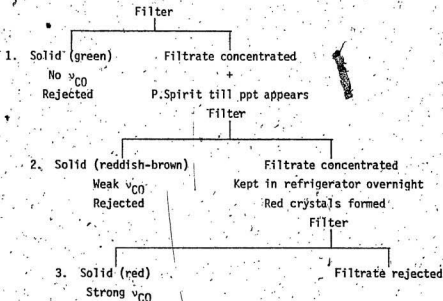 Filter
1. Solid (green) Filtrate concentrated
No νCO +
Rejected P.Spirit till ppt appears
Filter
2. Solid (reddish-brown) Filtrate concentrated
Weak νCO Kept in refrigerator overnight
Rejected Red crystals formed
Filter
3. Solid (red) Filtrate rejected
Strong νCO